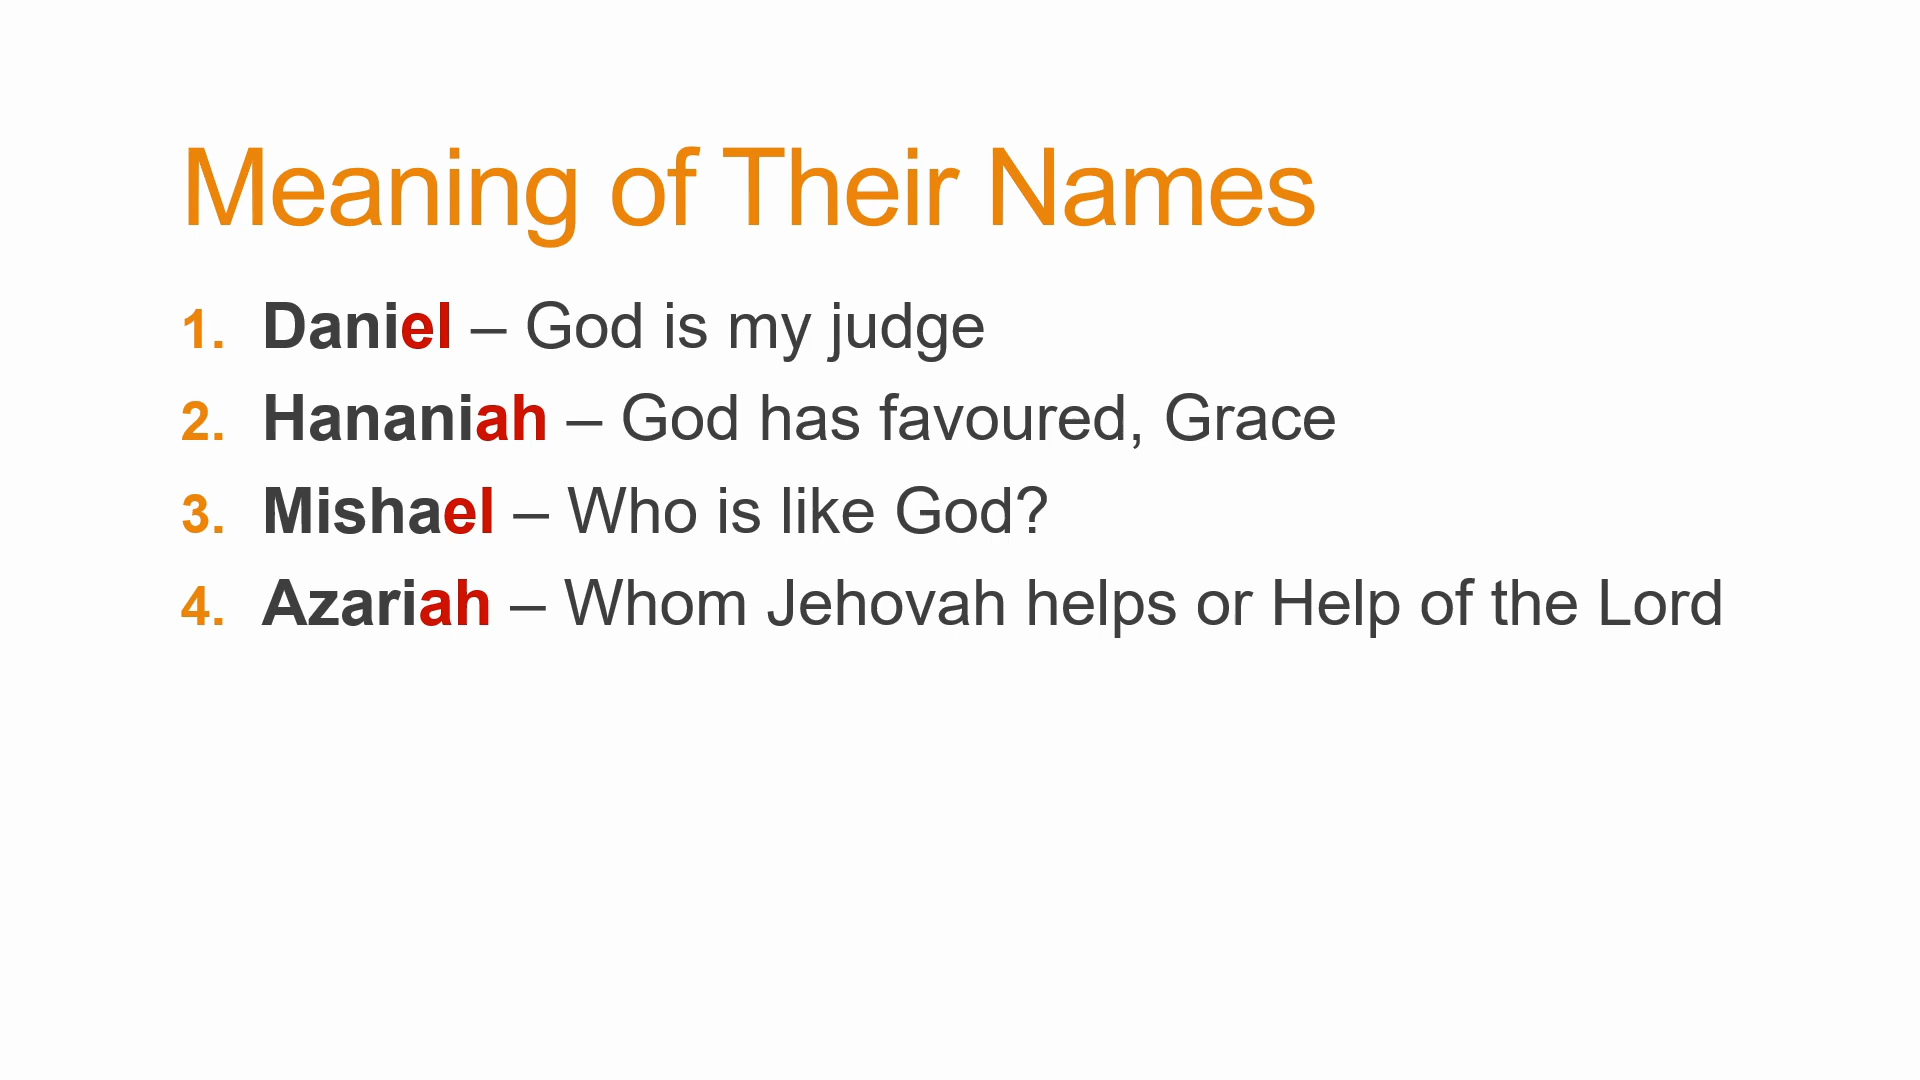 Meaning of Their Names
1. Daniel – God is my judge
2. Hananiah – God has favoured, Grace
3. Mishael – Who is like God?
4. Azariah – Whom Jehovah helps or Help of the Lord